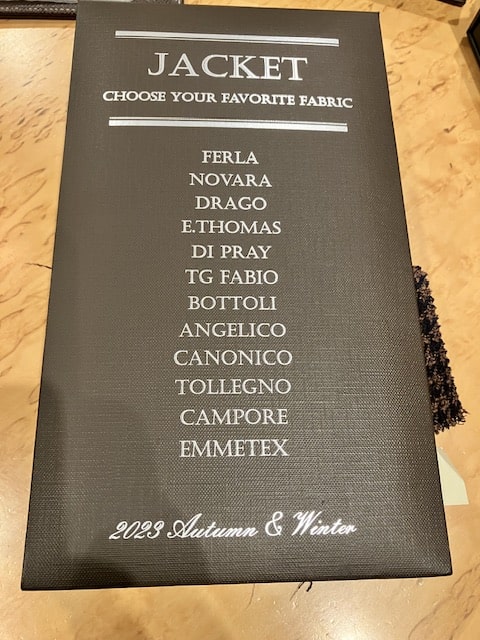 JACKET
CHOOSE YOUR FAVORITE FABRIC
FERLA
NOVARA
DRAGO
E.THOMAS
DI PRAY
TG FABIO
BOTTOLI
ANGELICO
CANONICO
TOLLEGNO
CAMPORE
EMMETEX
2023 Autumn & Winter